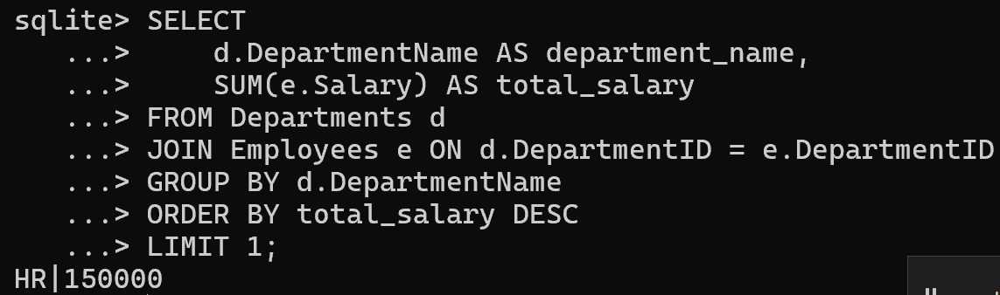 sqlite> SELECT
   ...>     d.DepartmentName AS department_name,
   ...>     SUM(e.Salary) AS total_salary
   ...> FROM Departments d
   ...> JOIN Employees e ON d.DepartmentID = e.DepartmentID
   ...> GROUP BY d.DepartmentName
   ...> ORDER BY total_salary DESC
   ...> LIMIT 1;
HR|150000